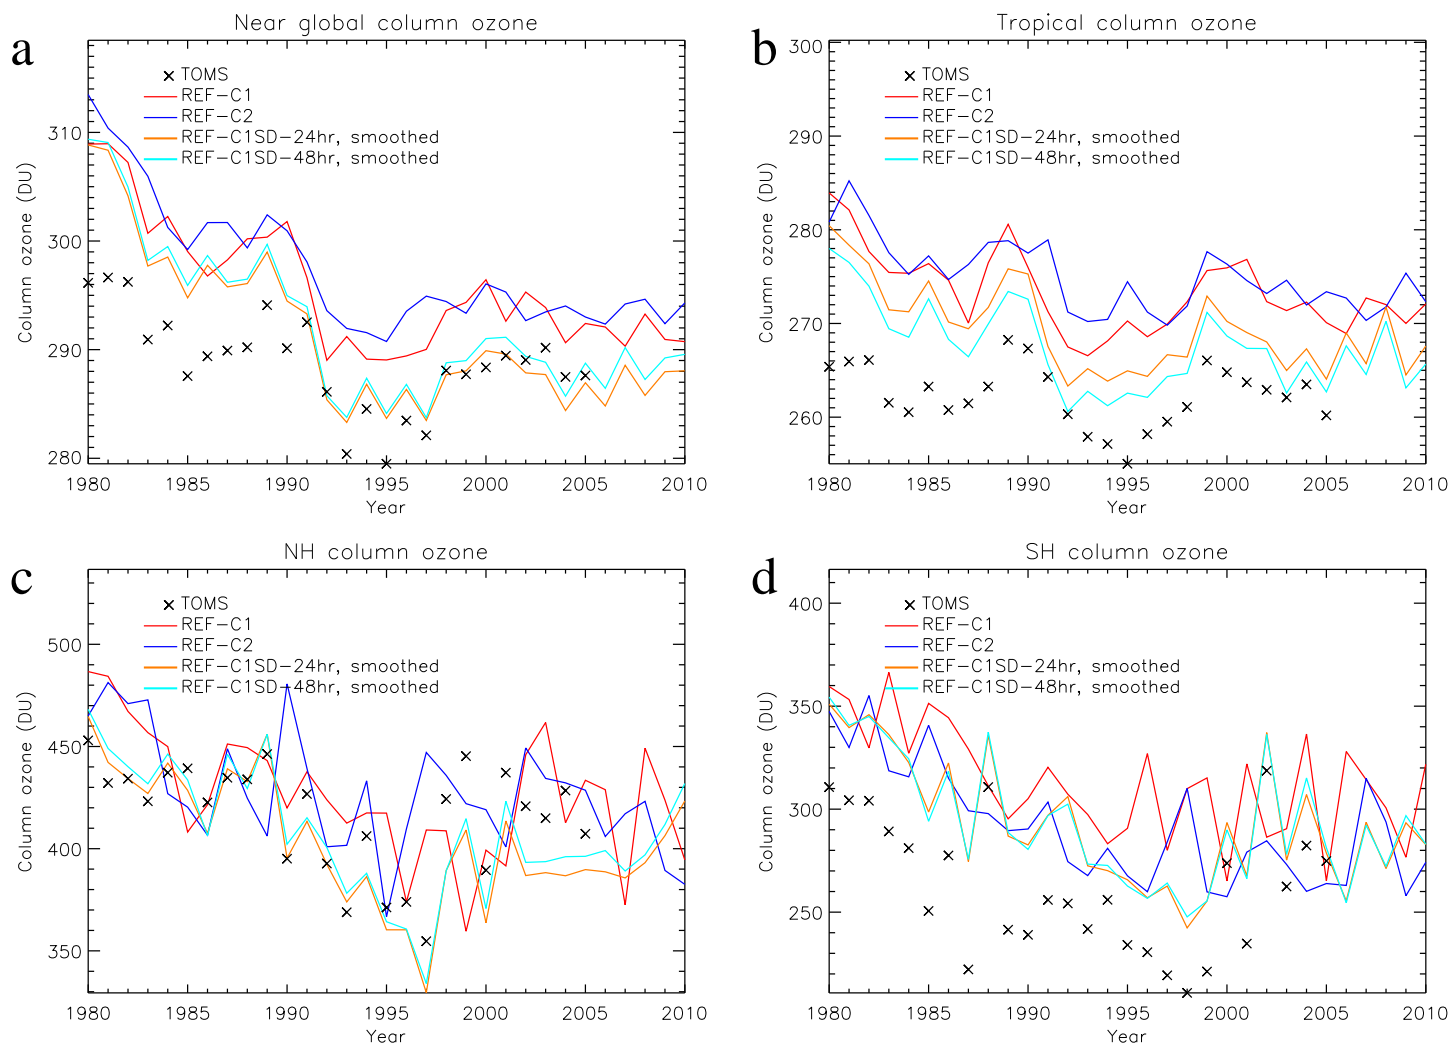 a
Near global column ozone
TOMS
REF-C1
REF-C2
REF-C1SD-24hr, smoothed
REF-C1SD-48hr, smoothed
Column ozone (DU)
310
300
290
280
1980 1985 1990 1995 2000 2005 2010
Year
b
Tropical column ozone
TOMS
REF-C1
REF-C2
REF-C1SD-24hr, smoothed
REF-C1SD-48hr, smoothed
Column ozone (DU)
300
290
280
270
260
1980 1985 1990 1995 2000 2005 2010
Year
c
NH column ozone
TOMS
REF-C1
REF-C2
REF-C1SD-24hr, smoothed
REF-C1SD-48hr, smoothed
Column ozone (DU)
500
450
400
350
1980 1985 1990 1995 2000 2005 2010
Year
d
SH column ozone
TOMS
REF-C1
REF-C2
REF-C1SD-24hr, smoothed
REF-C1SD-48hr, smoothed
Column ozone (DU)
400
350
300
250
1980 1985 1990 1995 2000 2005 2010
Year